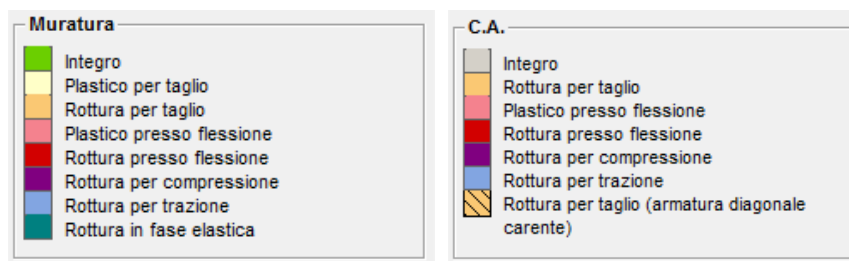 Muratura
Integro
Plastico per taglio
Rottura per taglio
Plastico presso flessione
Rottura presso flessione
Rottura per compressione
Rottura per trazione
Rottura in fase elastica
C.A.
Integro
Rottura per taglio
Plastico presso flessione
Rottura presso flessione
Rottura per compressione
Rottura per trazione
Rottura per taglio (armatura diagonale
carente)